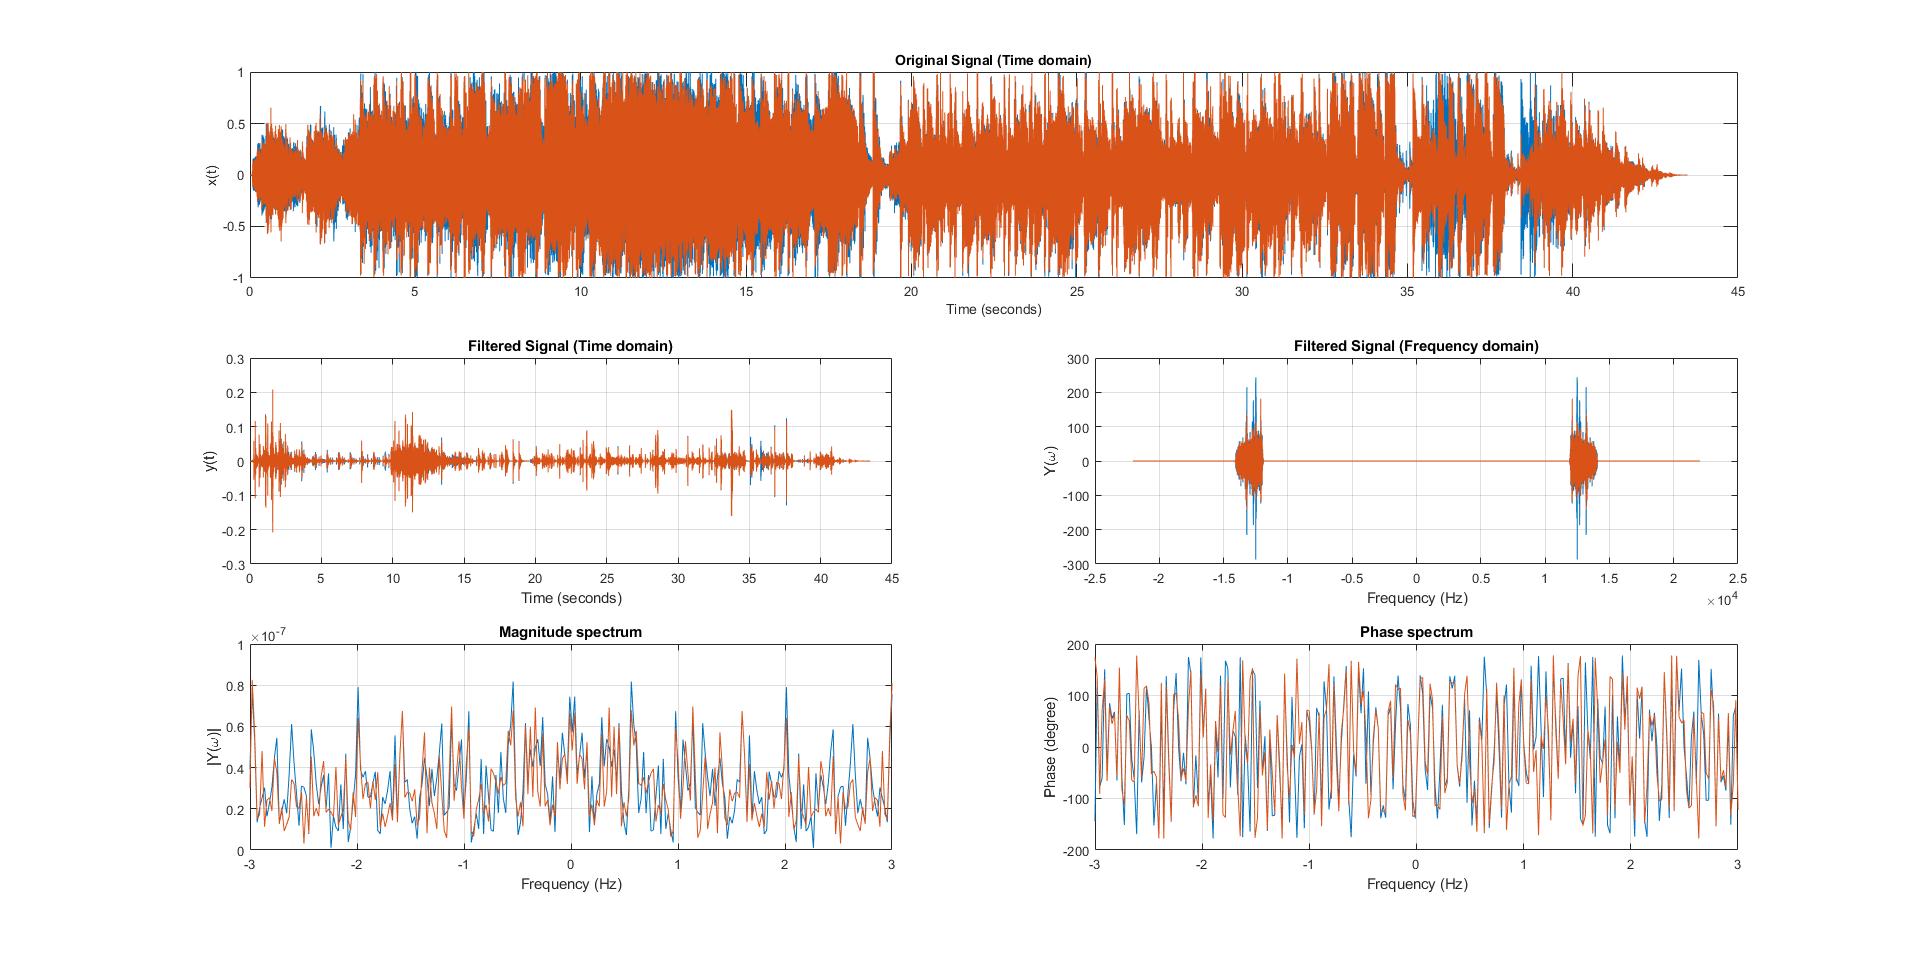 Original Signal (Time domain)
1
0.5
0
-0.5
-1
x(t)
0 5 10 15 20 25 30 35 40 45
Time (seconds)
Filtered Signal (Time domain)
0.3
0.2
0.1
0
-0.1
-0.2
-0.3
y(t)
0 5 10 15 20 25 30 35 40 45
Time (seconds)
Filtered Signal (Frequency domain)
300
200
100
0
-100
-200
-300
Y(ω)
-2.5 -2 -1.5 -1 -0.5 0 0.5 1 1.5 2 2.5
Frequency (Hz)
×10⁴
Magnitude spectrum
×10⁻⁷
1
0.8
0.6
0.4
0.2
0
|Y(ω)|
-3 -2 -1 0 1 2 3
Frequency (Hz)
Phase spectrum
200
100
0
-100
-200
Phase (degree)
-3 -2 -1 0 1 2 3
Frequency (Hz)